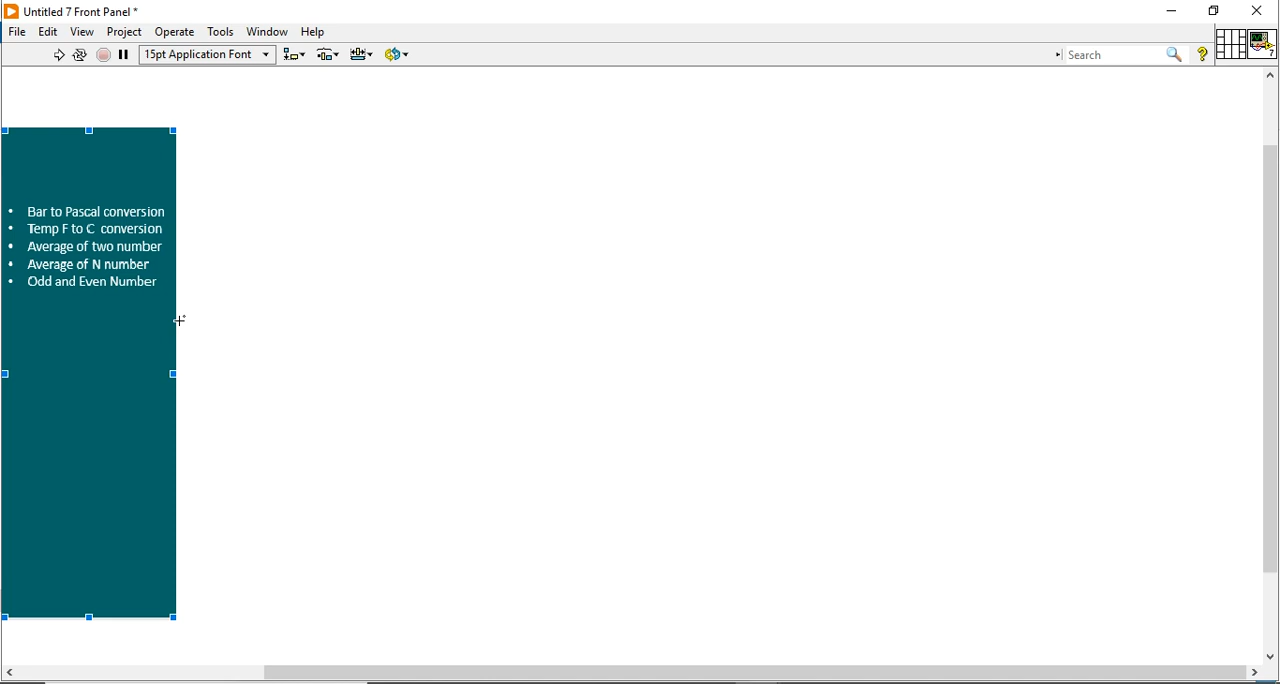 Untitled 7 Front Panel *
File Edit View Project Operate Tools Window Help
15pt Application Font Search ? 7
• Bar to Pascal conversion
• Temp F to C conversion
• Average of two number
• Average of N number
• Odd and Even Number